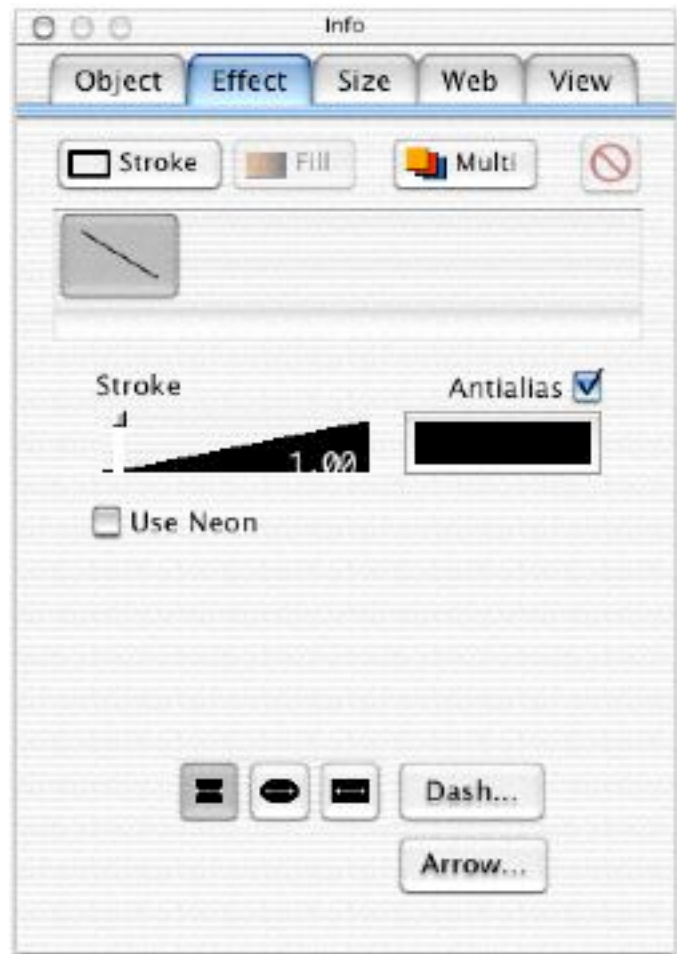 Info
Object Effect Size Web View
Stroke Fill Multi
Stroke Antialias
1.00
Use Neon
Dash...
Arrow...